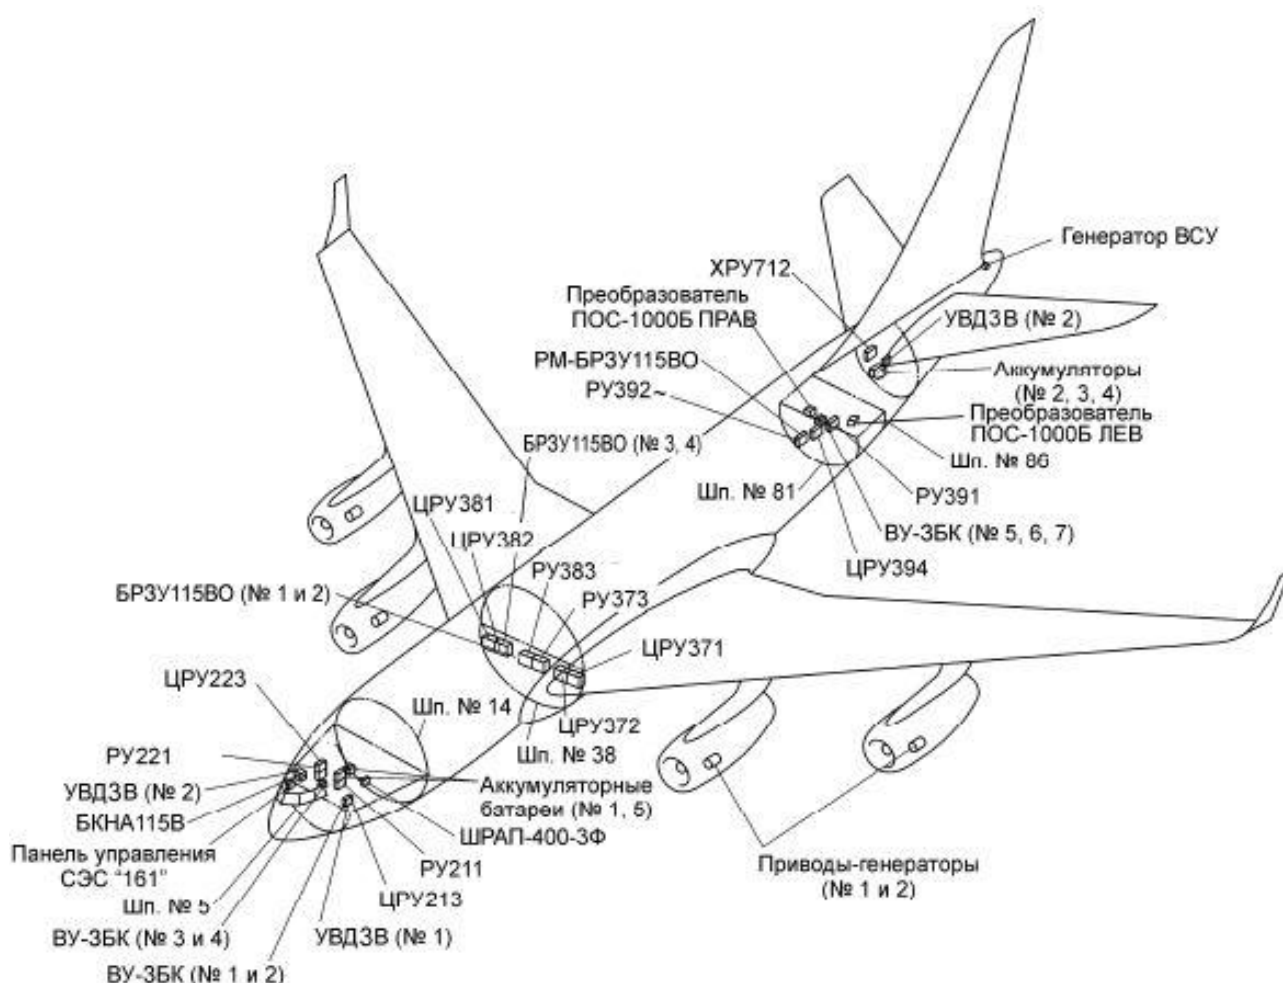 Генератор ВСУ
ХРУ712
Преобразователь
ПОС-1000Б ПРАВ
УВДЗВ (№ 2)
РМ-БРЗУ115ВО
Аккумуляторы
(№ 2, 3, 4)
РУ392~
Преобразователь
ПОС-1000Б ЛЕВ
БРЗУ115ВО (№ 3, 4)
Шп. № 86
Шп. № 81
РУ391
ЦРУ381
ВУ-3БК (№ 5, 6, 7)
ЦРУ382
РУ383
ЦРУ394
БРЗУ115ВО (№ 1 и 2)
РУ373
ЦРУ371
ЦРУ223
Шп. № 14
ЦРУ372
Шп. № 38
РУ221
УВДЗВ (№ 2)
Аккумуляторные
батареи (№ 1, 5)
БКНА115В
ШРАП-400-3Ф
Панель управления
СЭС “161”
РУ211
Приводы-генераторы
(№ 1 и 2)
ЦРУ213
Шп. № 5
ВУ-3БК (№ 3 и 4)
УВДЗВ (№ 1)
ВУ-3БК (№ 1 и 2)